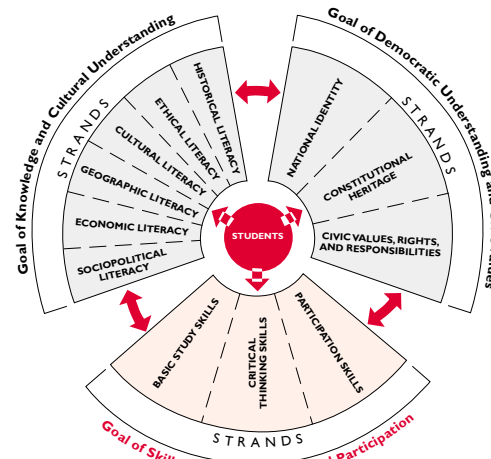 Goal of Knowledge and Cultural Understanding
STRANDS
HISTORICAL LITERACY
ETHICAL LITERACY
CULTURAL LITERACY
GEOGRAPHIC LITERACY
ECONOMIC LITERACY
SOCIOPOLITICAL
LITERACY
Goal of Democratic Understanding and
STRANDS
NATIONAL IDENTITY
CONSTITUTIONAL
HERITAGE
CIVIC VALUES, RIGHTS,
AND RESPONSIBILITIES
STUDENTS
BASIC STUDY SKILLS
CRITICAL
THINKING SKILLS
PARTICIPATION SKILLS
STRANDS
Goal of
Participation